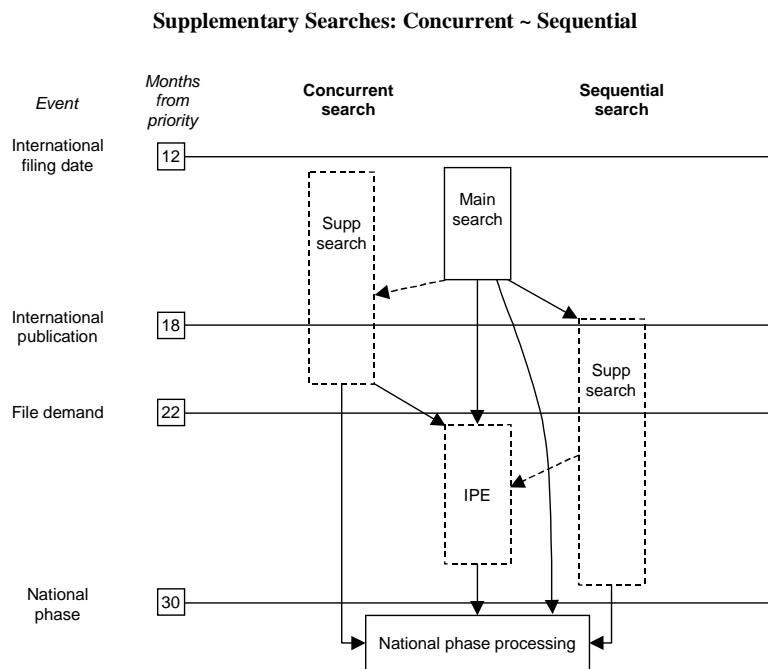 Supplementary Searches: Concurrent ~ Sequential
Event
Months
from
priority
Concurrent
search
Sequential
search
International
filing date
12
Supp
search
Main
search
International
publication
18
Supp
search
File demand
22
IPE
National
phase
30
National phase processing